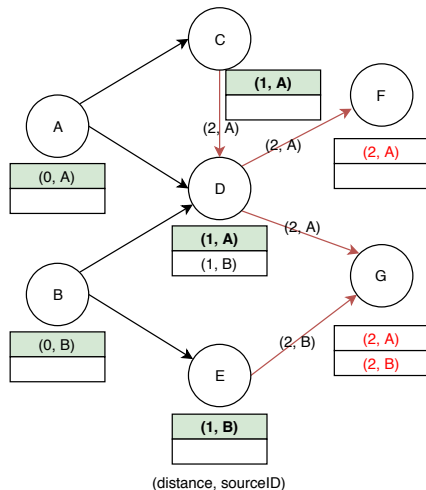 C
(1, A)
F
A
(2, A)
(2, A)
(2, A)
(0, A)
D
(1, A)
(2, A)
(1, B)
G
B
(0, B)
(2, A)
(2, B)
(2, B)
E
(1, B)
(distance, sourceID)